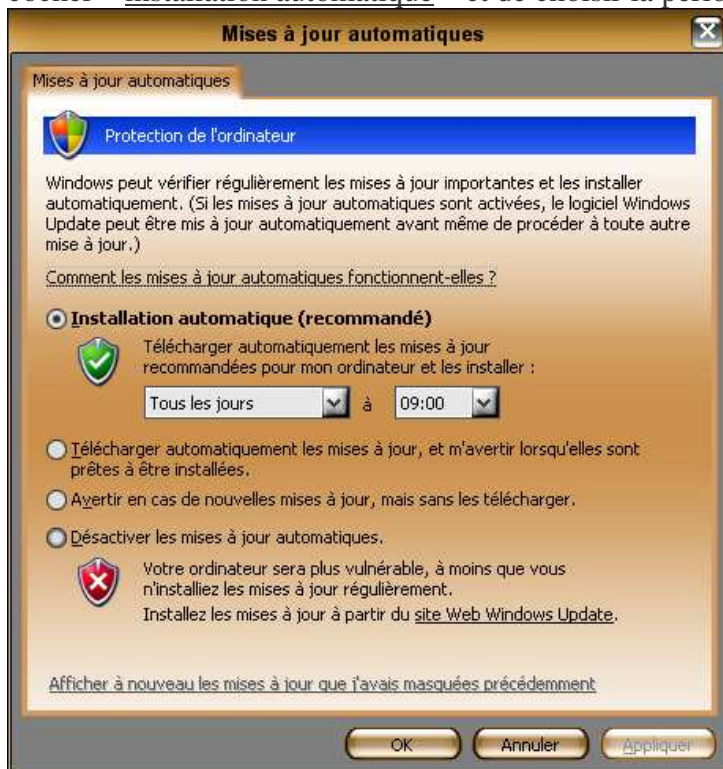 Mises à jour automatiques
Mises à jour automatiques
Protection de l'ordinateur
Windows peut vérifier régulièrement les mises à jour importantes et les installer
automatiquement. (Si les mises à jour automatiques sont activées, le logiciel Windows
Update peut être mis à jour automatiquement avant même de procéder à toute autre
mise à jour.)
Comment les mises à jour automatiques fonctionnent-elles ?
Installation automatique (recommandé)
Télécharger automatiquement les mises à jour
recommandées pour mon ordinateur et les installer :
Tous les jours à 09:00
Télécharger automatiquement les mises à jour, et m'avertir lorsqu'elles sont
prêtes à être installées.
Avertir en cas de nouvelles mises à jour, mais sans les télécharger.
Désactiver les mises à jour automatiques.
Votre ordinateur sera plus vulnérable, à moins que vous
n'installiez les mises à jour régulièrement.
Installez les mises à jour à partir du site Web Windows Update.
Afficher à nouveau les mises à jour que j'avais masquées précédemment
OK Annuler Appliquer